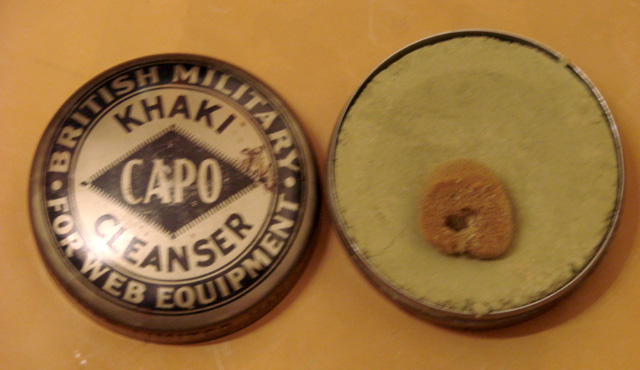 BRITISH MILITARY
KHAKI
CAPO
CLEANSER
FOR WEB EQUIPMENT